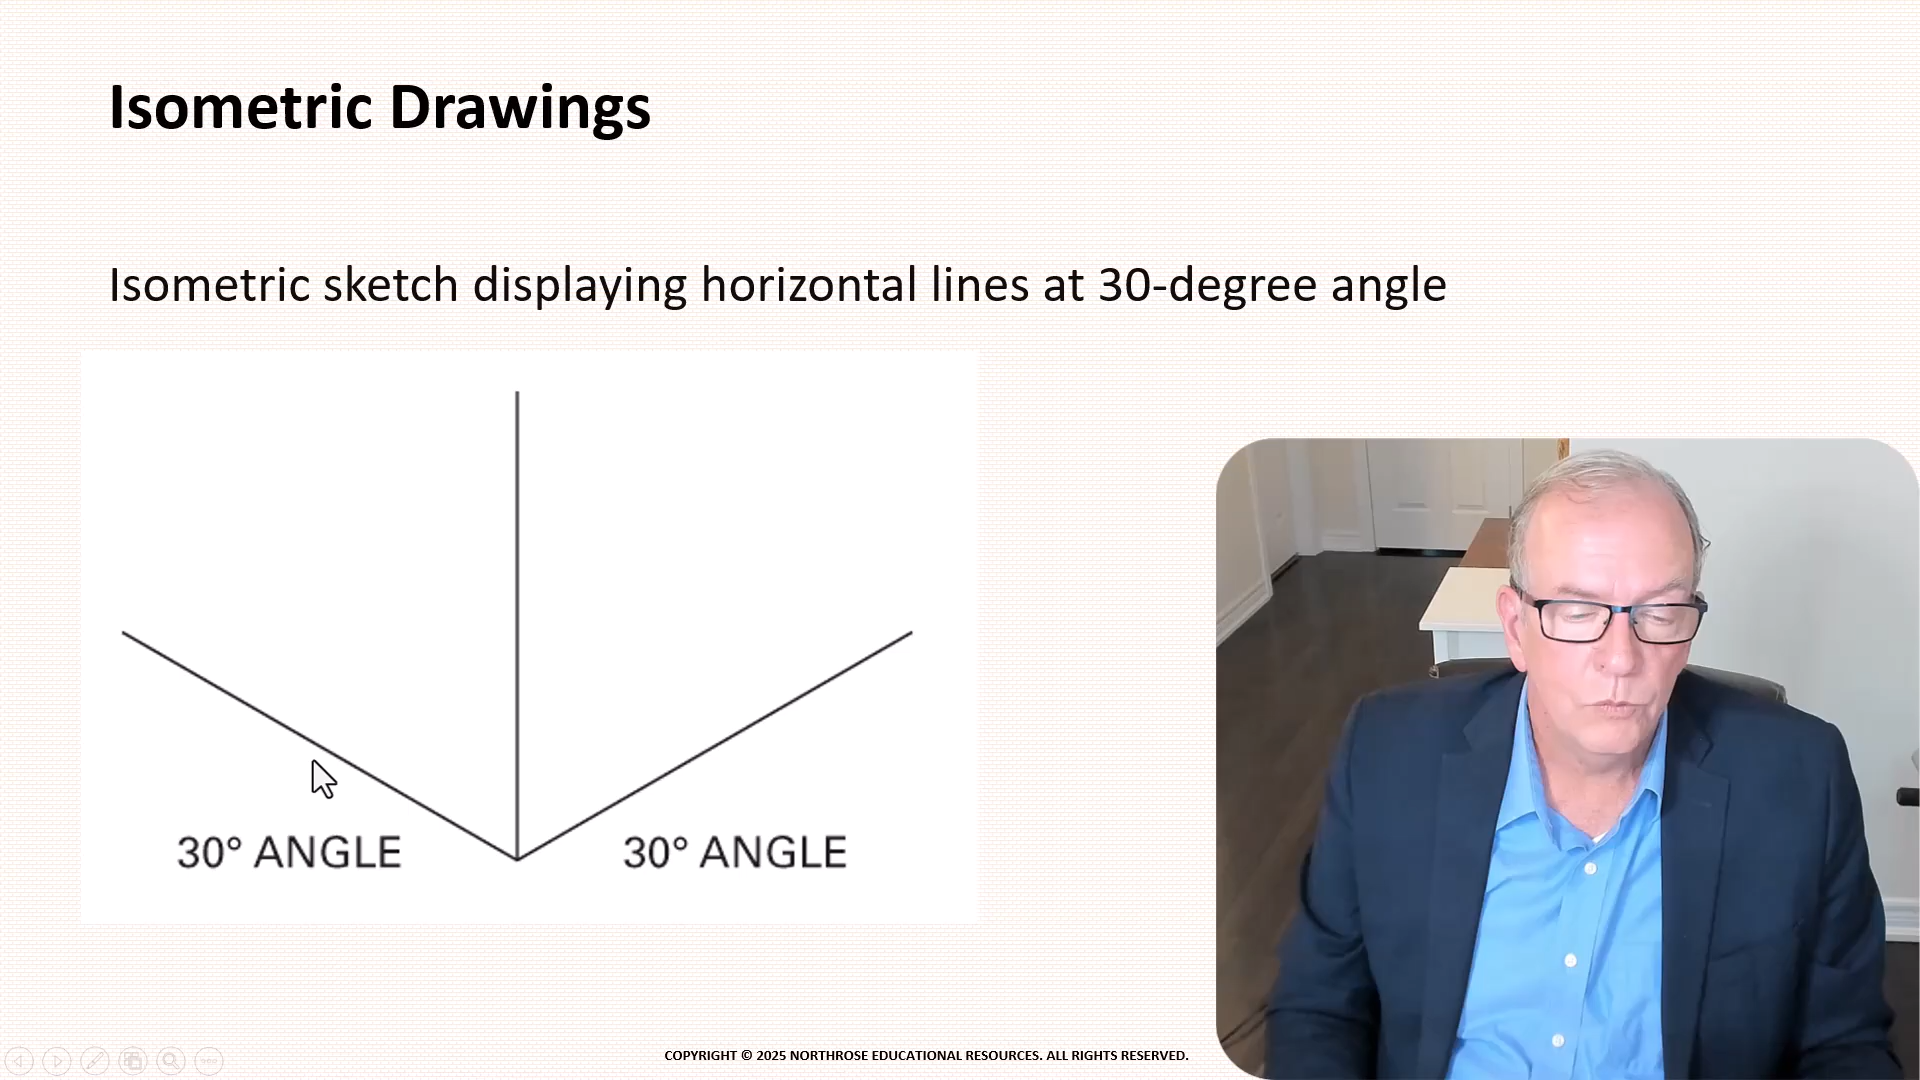 Isometric Drawings
Isometric sketch displaying horizontal lines at 30-degree angle
30° ANGLE
30° ANGLE
COPYRIGHT © 2025 NORTHROSE EDUCATIONAL RESOURCES. ALL RIGHTS RESERVED.